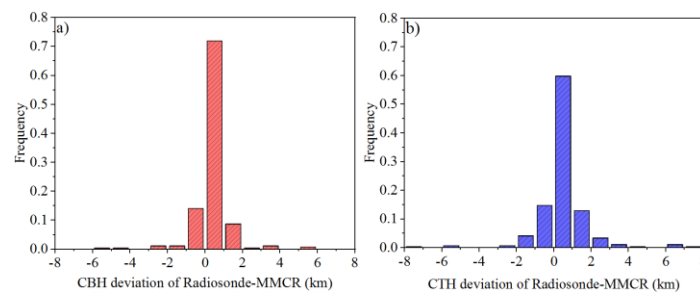 a)
Frequency
0.8
0.7
0.6
0.5
0.4
0.3
0.2
0.1
0.0
-8 -6 -4 -2 0 2 4 6 8
CBH deviation of Radiosonde-MMCR (km)
b)
Frequency
0.8
0.7
0.6
0.5
0.4
0.3
0.2
0.1
0.0
-8 -6 -4 -2 0 2 4 6
CTH deviation of Radiosonde-MMCR (km)